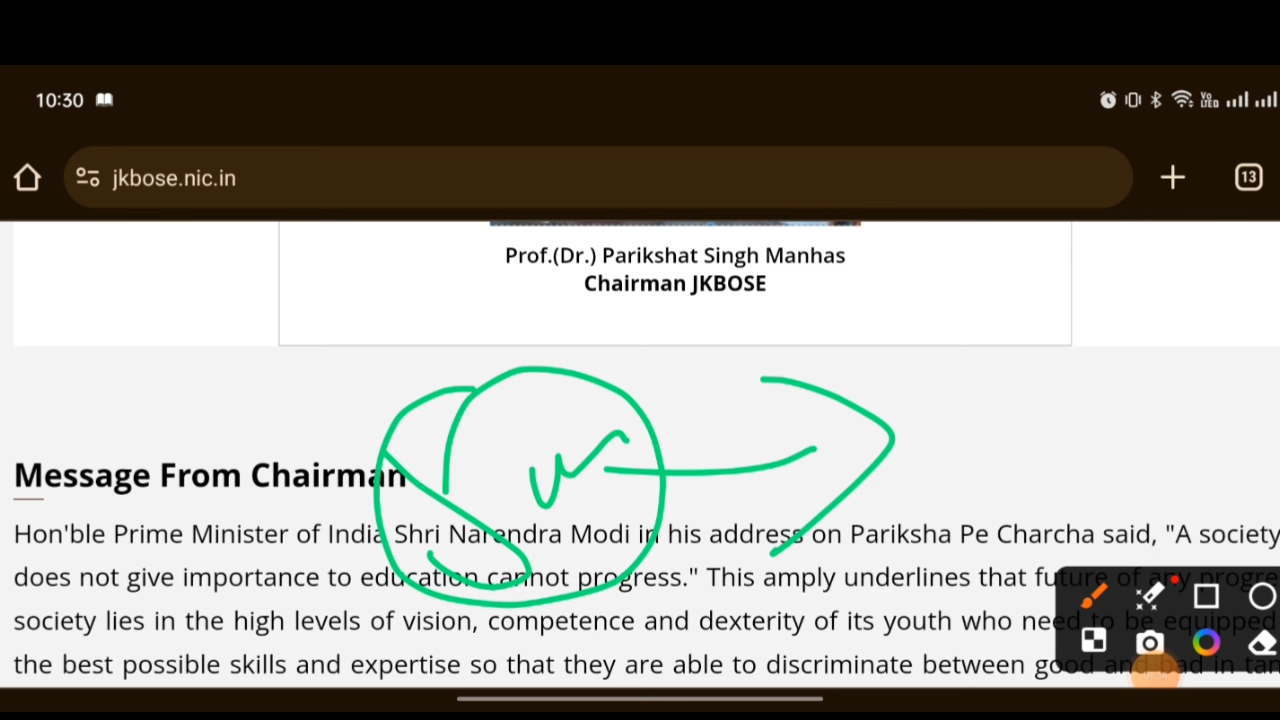 10:30
Vo
LTED
jkbose.nic.in
13
Prof.(Dr.) Parikshat Singh Manhas
Chairman JKBOSE
Message From Chairman
Hon'ble Prime Minister of India Shri Narendra Modi in his address on Pariksha Pe Charcha said, "A society
does not give importance to education cannot progress." This amply underlines that future of any progre
society lies in the high levels of vision, competence and dexterity of its youth who need to be equipped
the best possible skills and expertise so that they are able to discriminate between good and bad in tan